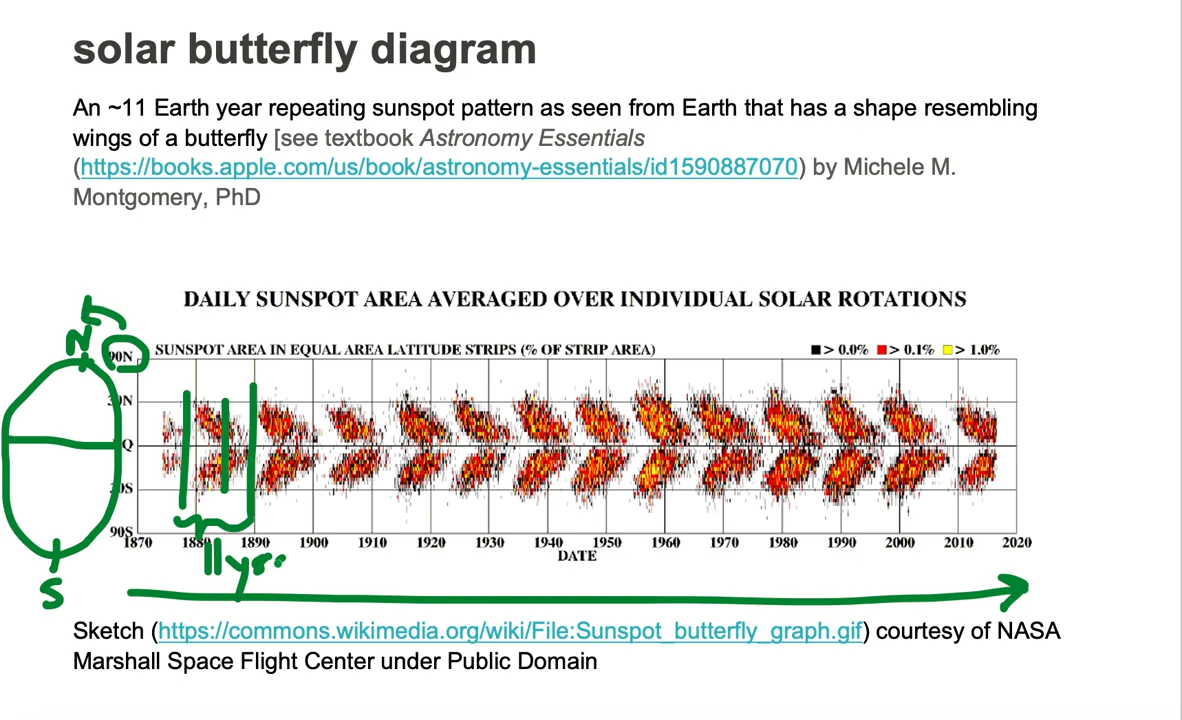 solar butterfly diagram
An ~11 Earth year repeating sunspot pattern as seen from Earth that has a shape resembling
wings of a butterfly [see textbook Astronomy Essentials
(https://books.apple.com/us/book/astronomy-essentials/id1590887070) by Michele M.
Montgomery, PhD
DAILY SUNSPOT AREA AVERAGED OVER INDIVIDUAL SOLAR ROTATIONS
SUNSPOT AREA IN EQUAL AREA LATITUDE STRIPS (% OF STRIP AREA) > 0.0% > 0.1% > 1.0%
N
90N
30N
EQ
30S
90S
1870 1880 1890 1900 1910 1920 1930 1940 1950 1960 1970 1980 1990 2000 2010 2020
DATE
11 yrs
S
Sketch (https://commons.wikimedia.org/wiki/File:Sunspot_butterfly_graph.gif) courtesy of NASA
Marshall Space Flight Center under Public Domain